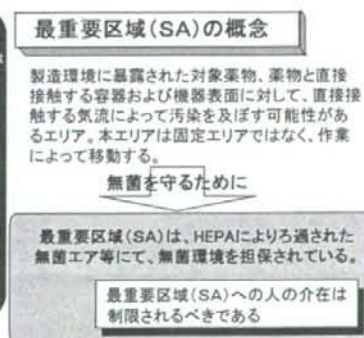 最重要区域(SA)の概念
製造環境に暴露された対象薬物、薬物と直接
接触する容器および機器表面に対して、直接接
触する気流によって汚染を及ぼす可能性があ
るエリア。本エリアは固定エリアではなく、作業
によって移動する。
無菌を守るために
最重要区域(SA)は、HEPAによりろ過された
無菌エア等にて、無菌環境を担保されている。
最重要区域(SA)への人の介在は
制限されるべきである